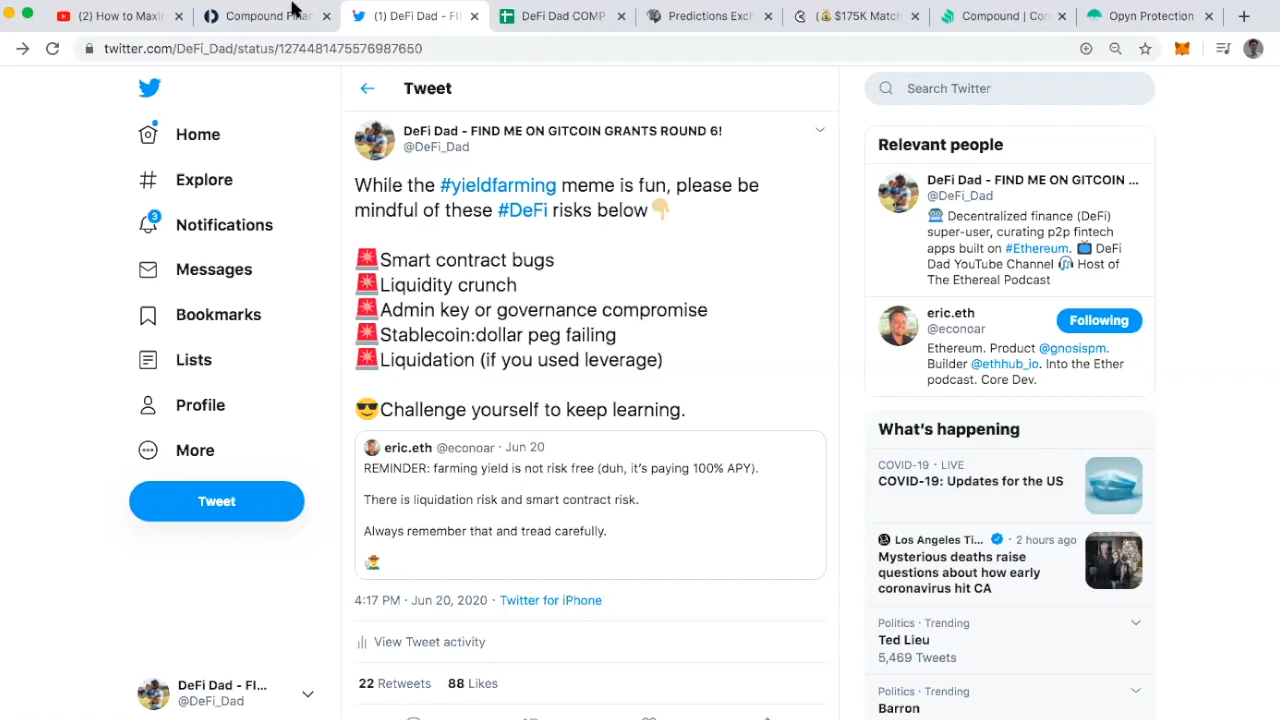 (2) How to Maxi
Compound Finan
(1) DeFi Dad - FI
DeFi Dad COMP
Predictions Exch
$175K Match
Compound | Co
Opyn Protection
twitter.com/DeFi_Dad/status/1274481475576987650
Home
Explore
3
Notifications
Messages
Bookmarks
Lists
Profile
More
Tweet
DeFi Dad - FI...
@DeFi_Dad
Tweet
DeFi Dad - FIND ME ON GITCOIN GRANTS ROUND 6!
@DeFi_Dad
While the #yieldfarming meme is fun, please be
mindful of these #DeFi risks below👇🏼
🚨Smart contract bugs
🚨Liquidity crunch
🚨Admin key or governance compromise
🚨Stablecoin:dollar peg failing
🚨Liquidation (if you used leverage)
😎Challenge yourself to keep learning.
eric.eth @econoar · Jun 20
REMINDER: farming yield is not risk free (duh, it's paying 100% APY).
There is liquidation risk and smart contract risk.
Always remember that and tread carefully.
4:17 PM · Jun 20, 2020 · Twitter for iPhone
View Tweet activity
22 Retweets 88 Likes
Search Twitter
Relevant people
DeFi Dad - FIND ME ON GITCOIN ...
@DeFi_Dad
Decentralized finance (DeFi)
super-user, curating p2p fintech
apps built on #Ethereum. 📺 DeFi
Dad YouTube Channel 🎧 Host of
The Ethereal Podcast
eric.eth
@econoar
Following
Ethereum. Product @gnosispm.
Builder @ethhub_io. Into the Ether
podcast. Core Dev.
What's happening
COVID-19 · LIVE
COVID-19: Updates for the US
Los Angeles Ti... · 2 hours ago
Mysterious deaths raise
questions about how early
coronavirus hit CA
Politics · Trending
Ted Lieu
5,469 Tweets
Politics · Trending
Barron